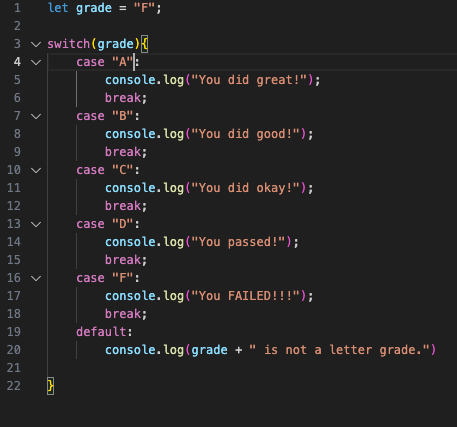 1 let grade = "F";
2
3 switch(grade){
4 case "A":
5 console.log("You did great!");
6 break;
7 case "B":
8 console.log("You did good!");
9 break;
10 case "C":
11 console.log("You did okay!");
12 break;
13 case "D":
14 console.log("You passed!");
15 break;
16 case "F":
17 console.log("You FAILED!!!");
18 break;
19 default:
20 console.log(grade + " is not a letter grade.")
21
22 }